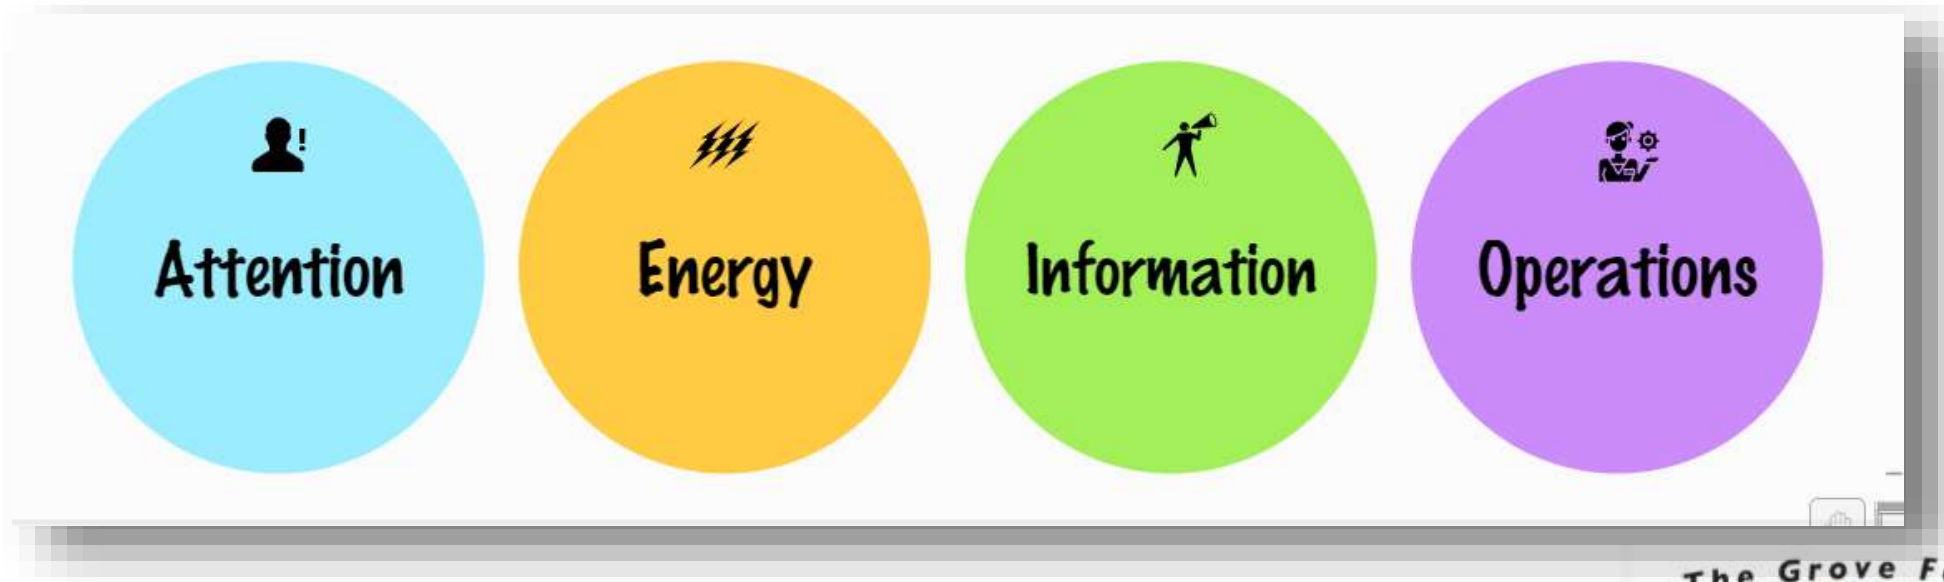 Attention
Energy
Information
Operations
The Grove